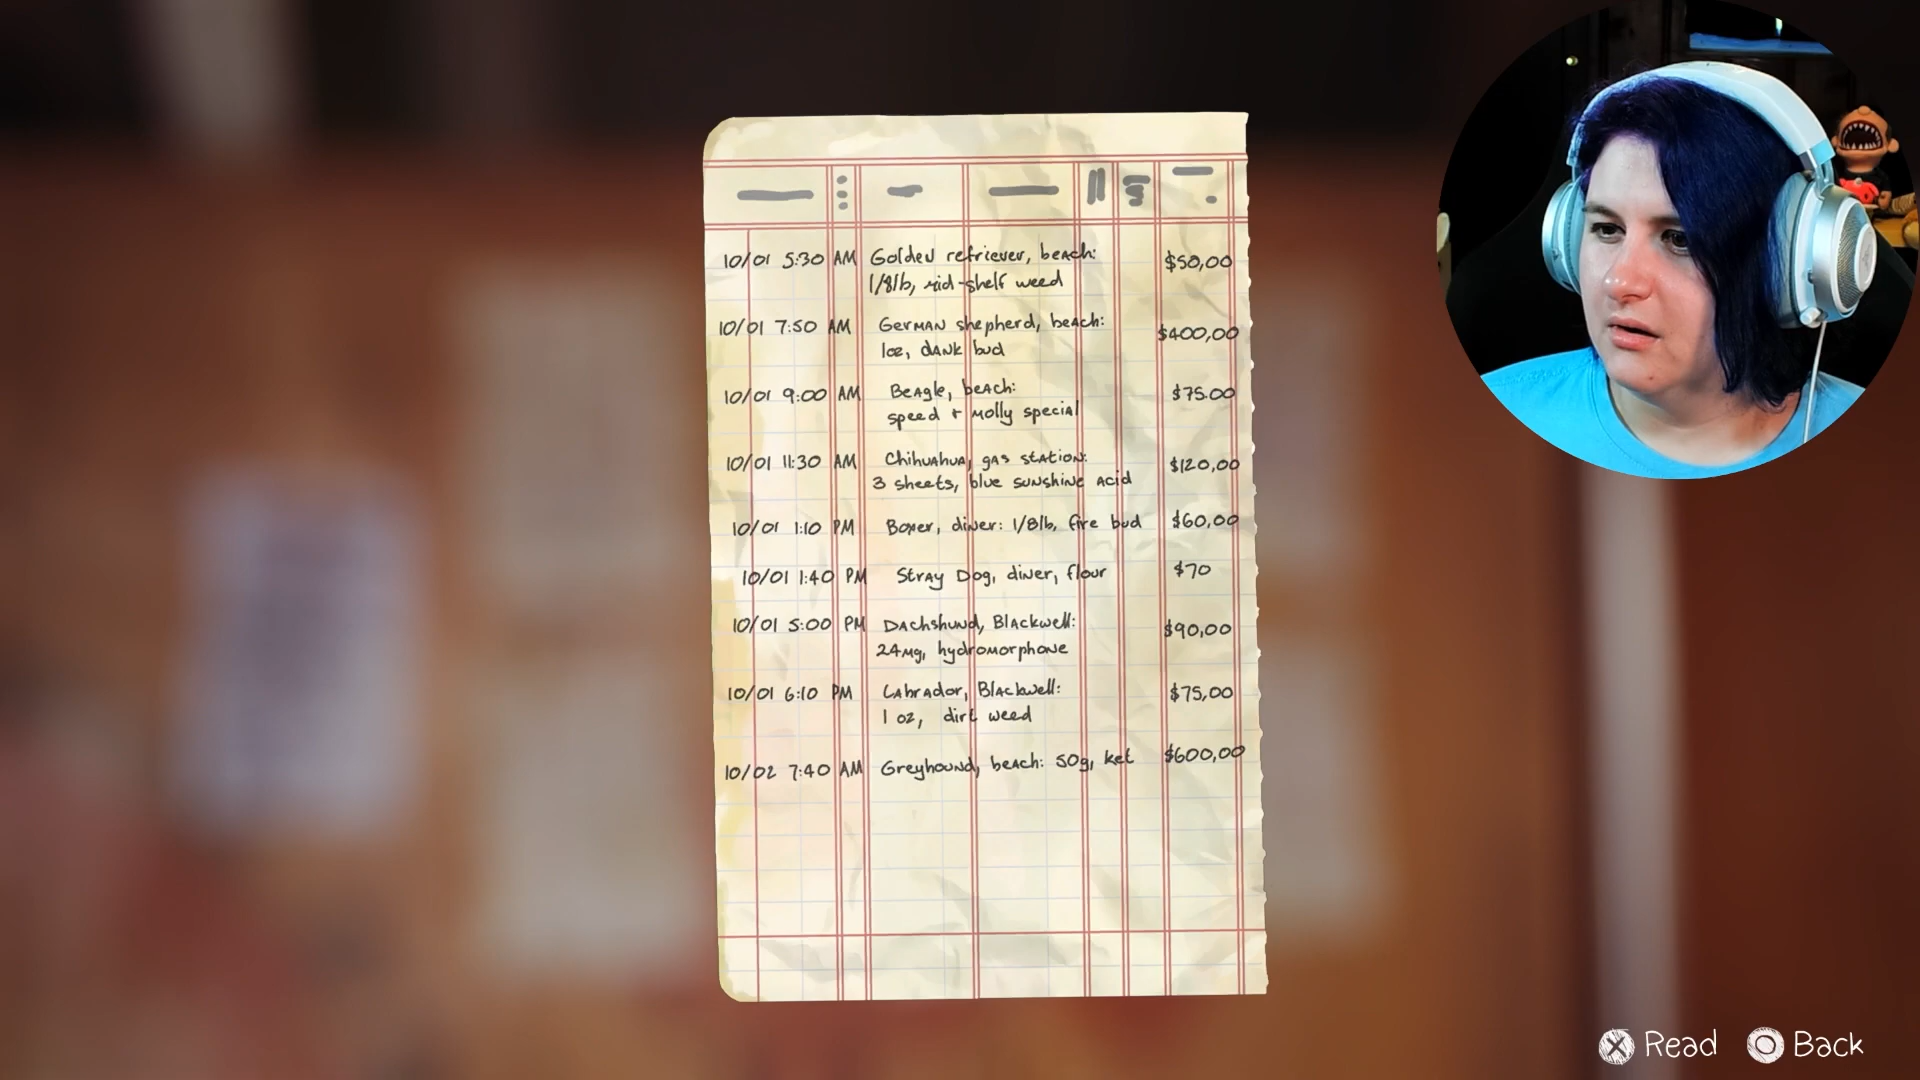 10/01 5:30 AM Golden retriever, beach: $50,00
1/8lb, mid-shelf weed
10/01 7:50 AM German shepherd, beach: $400,00
1oz, dank bud
10/01 9:00 AM Beagle, beach: $75.00
speed + Molly special
10/01 11:30 AM Chihuahua, gas station: $120,00
3 sheets, blue sunshine acid
10/01 1:10 PM Boxer, diner: 1/8lb, fire bud $60,00
10/01 1:40 PM Stray Dog, diner, flour $70
10/01 5:00 PM Dachshund, Blackwell: $90,00
24mg, hydromorphone
10/01 6:10 PM Labrador, Blackwell: $75,00
1 oz, dirt weed
10/02 7:40 AM Greyhound, beach: 50g, ket $600,00
Read Back